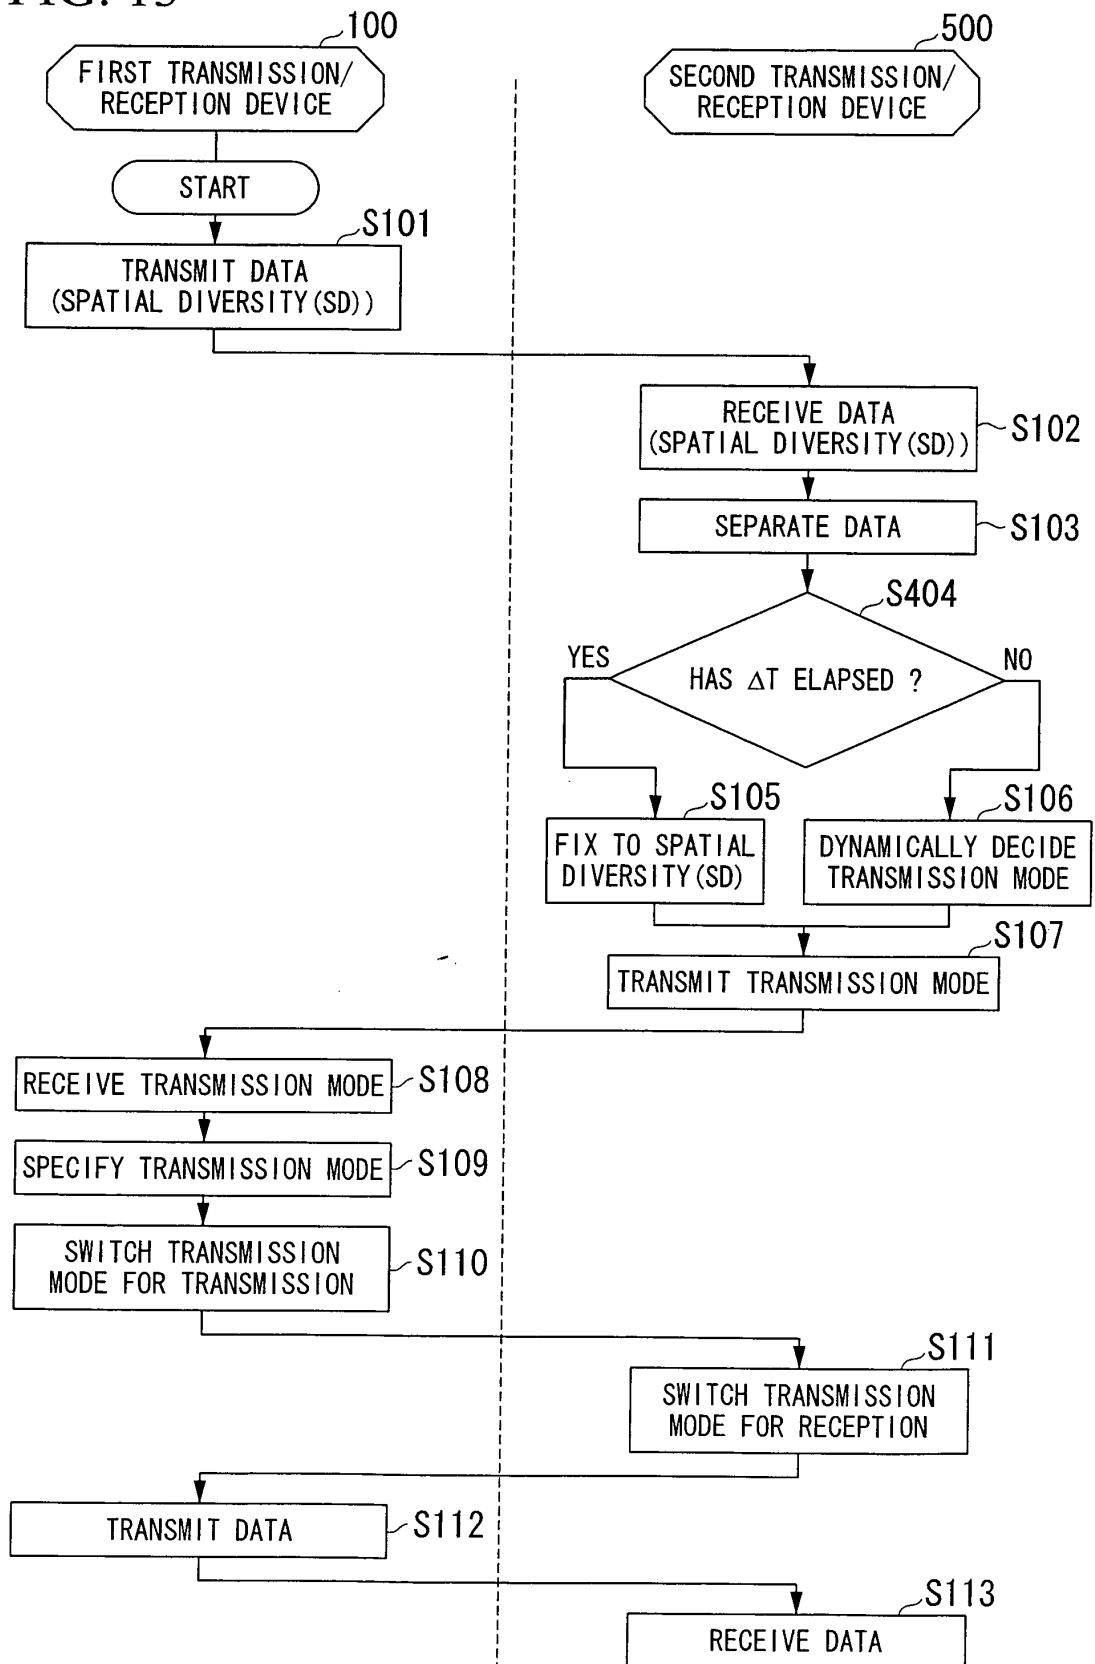 FIG. 15
100
FIRST TRANSMISSION/
RECEPTION DEVICE
500
SECOND TRANSMISSION/
RECEPTION DEVICE
START
S101
TRANSMIT DATA
(SPATIAL DIVERSITY(SD))
RECEIVE DATA
(SPATIAL DIVERSITY(SD))
S102
SEPARATE DATA
S103
S404
YES
HAS ΔT ELAPSED ?
NO
S105
FIX TO SPATIAL
DIVERSITY(SD)
S106
DYNAMICALLY DECIDE
TRANSMISSION MODE
S107
TRANSMIT TRANSMISSION MODE
RECEIVE TRANSMISSION MODE
S108
SPECIFY TRANSMISSION MODE
S109
SWITCH TRANSMISSION
MODE FOR TRANSMISSION
S110
S111
SWITCH TRANSMISSION
MODE FOR RECEPTION
TRANSMIT DATA
S112
S113
RECEIVE DATA